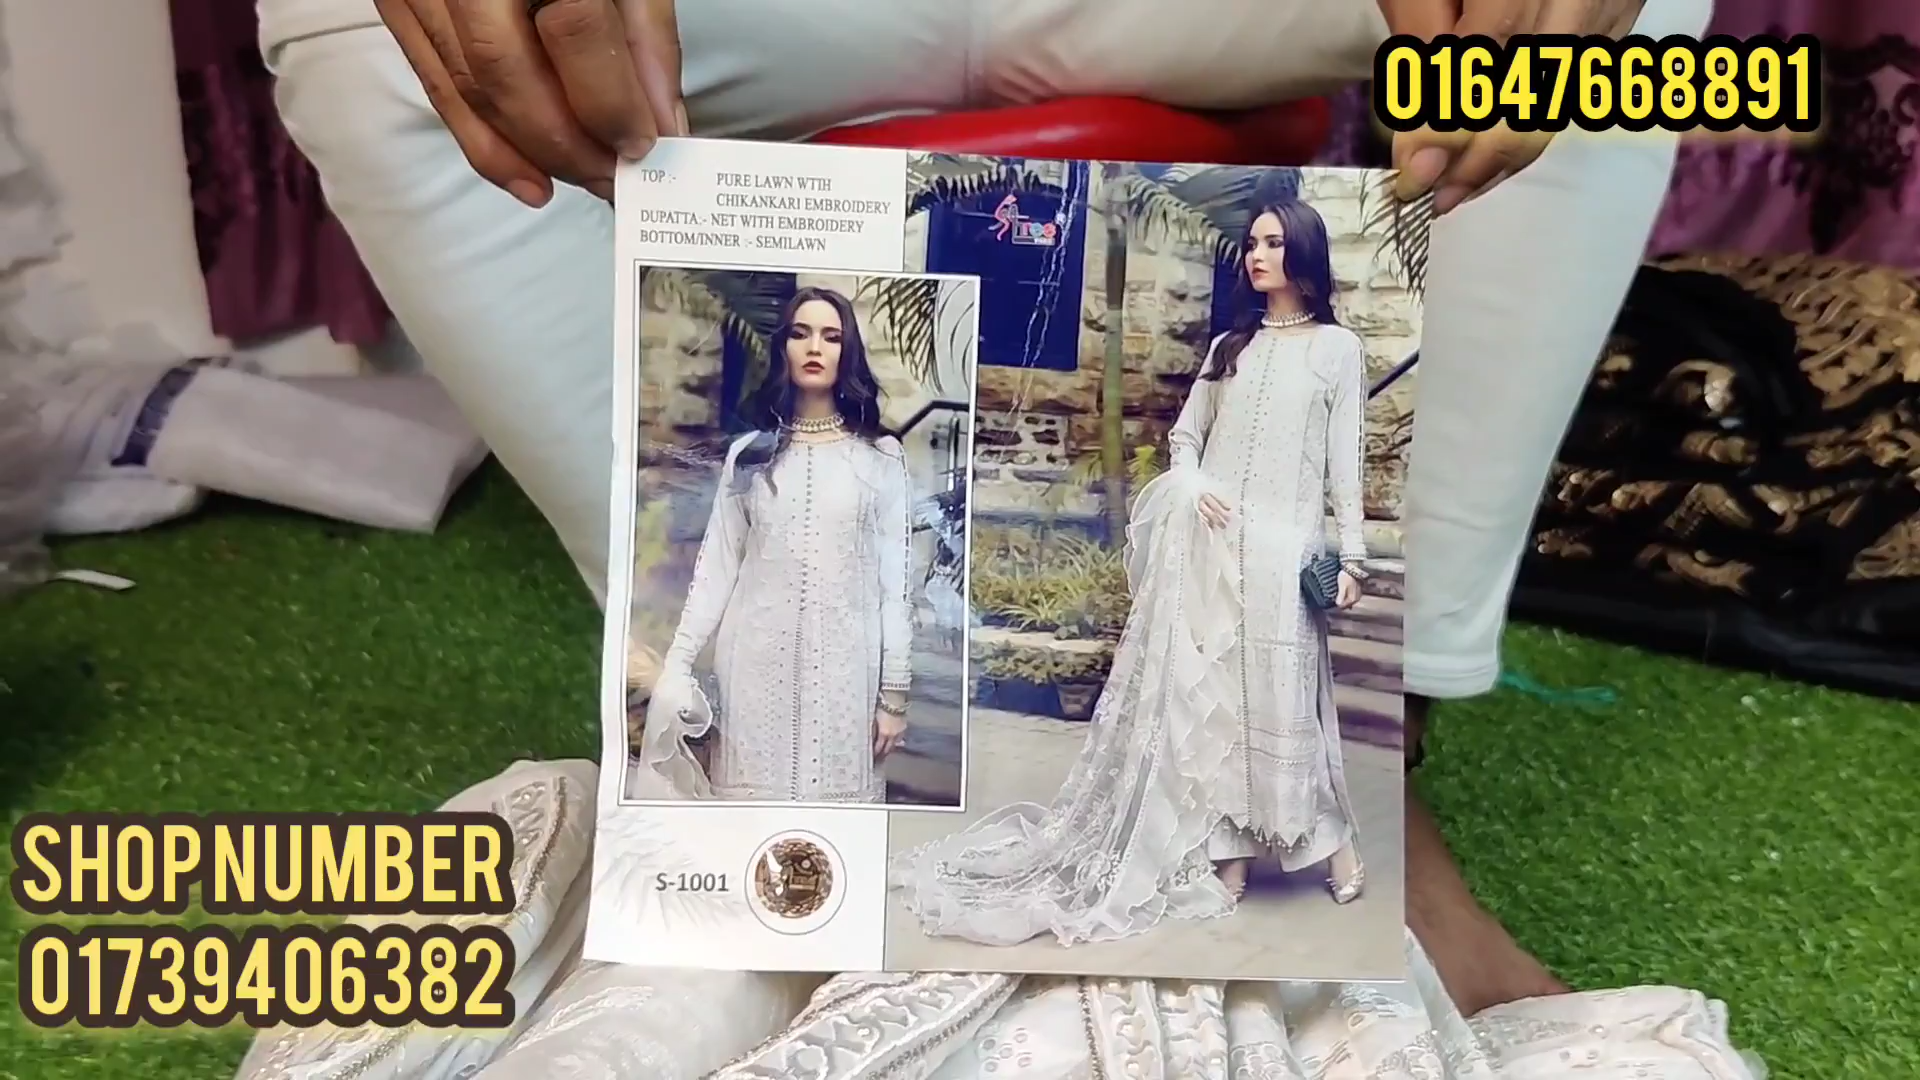 01647668891
TOP :- PURE LAWN WTIH
CHIKANKARI EMBROIDERY
DUPATTA:- NET WITH EMBROIDERY
BOTTOM/INNER :- SEMILAWN
S-1001
SHOP NUMBER
01739406382